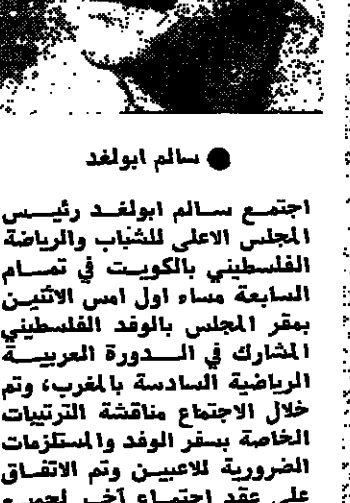 ● سالم ابولغد
اجتمع سالم ابولغد رئيس
المجلس الاعلى للشباب والرياضة
الفلسطيني بالكويت في تمام
السابعة مساء اول امس الاثنين
بمقر المجلس بالوفد الفلسطيني
المشارك في الدورة العربية
الرياضية السادسة بالمغرب، وتم
خلال الاجتماع مناقشة الترتيبات
الخاصة بسفر الوفد والمستلزمات
الضرورية للاعبين وتم الاتفاق
على عقد اجتماع آخر لجميع